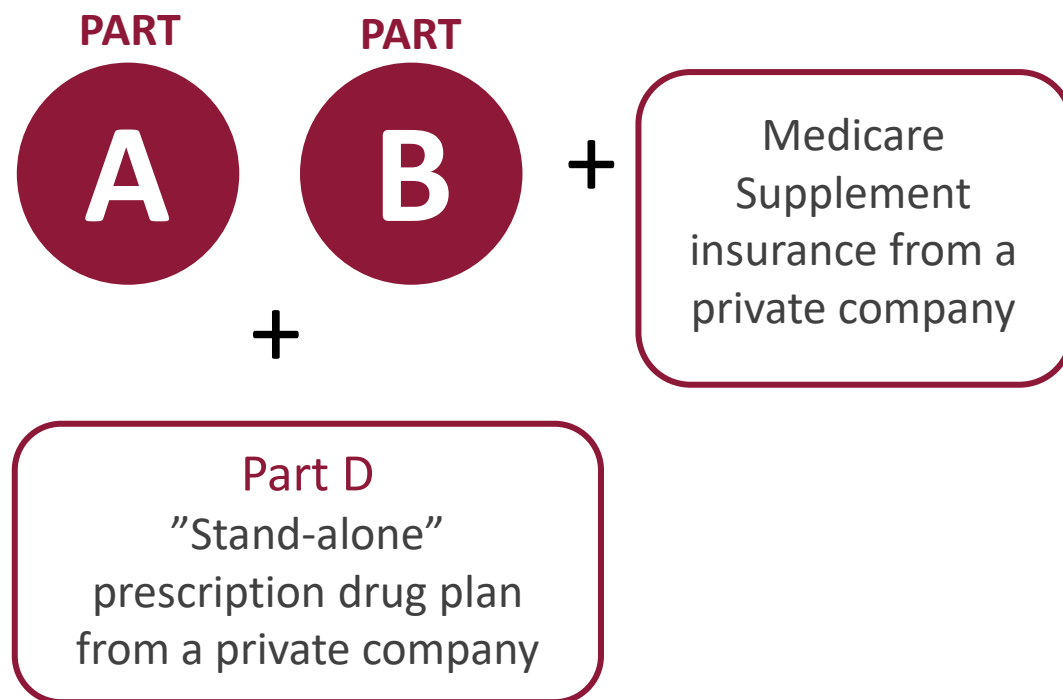 PART
A
PART
B
+
Medicare
Supplement
insurance from a
private company
+
Part D
”Stand-alone”
prescription drug plan
from a private company